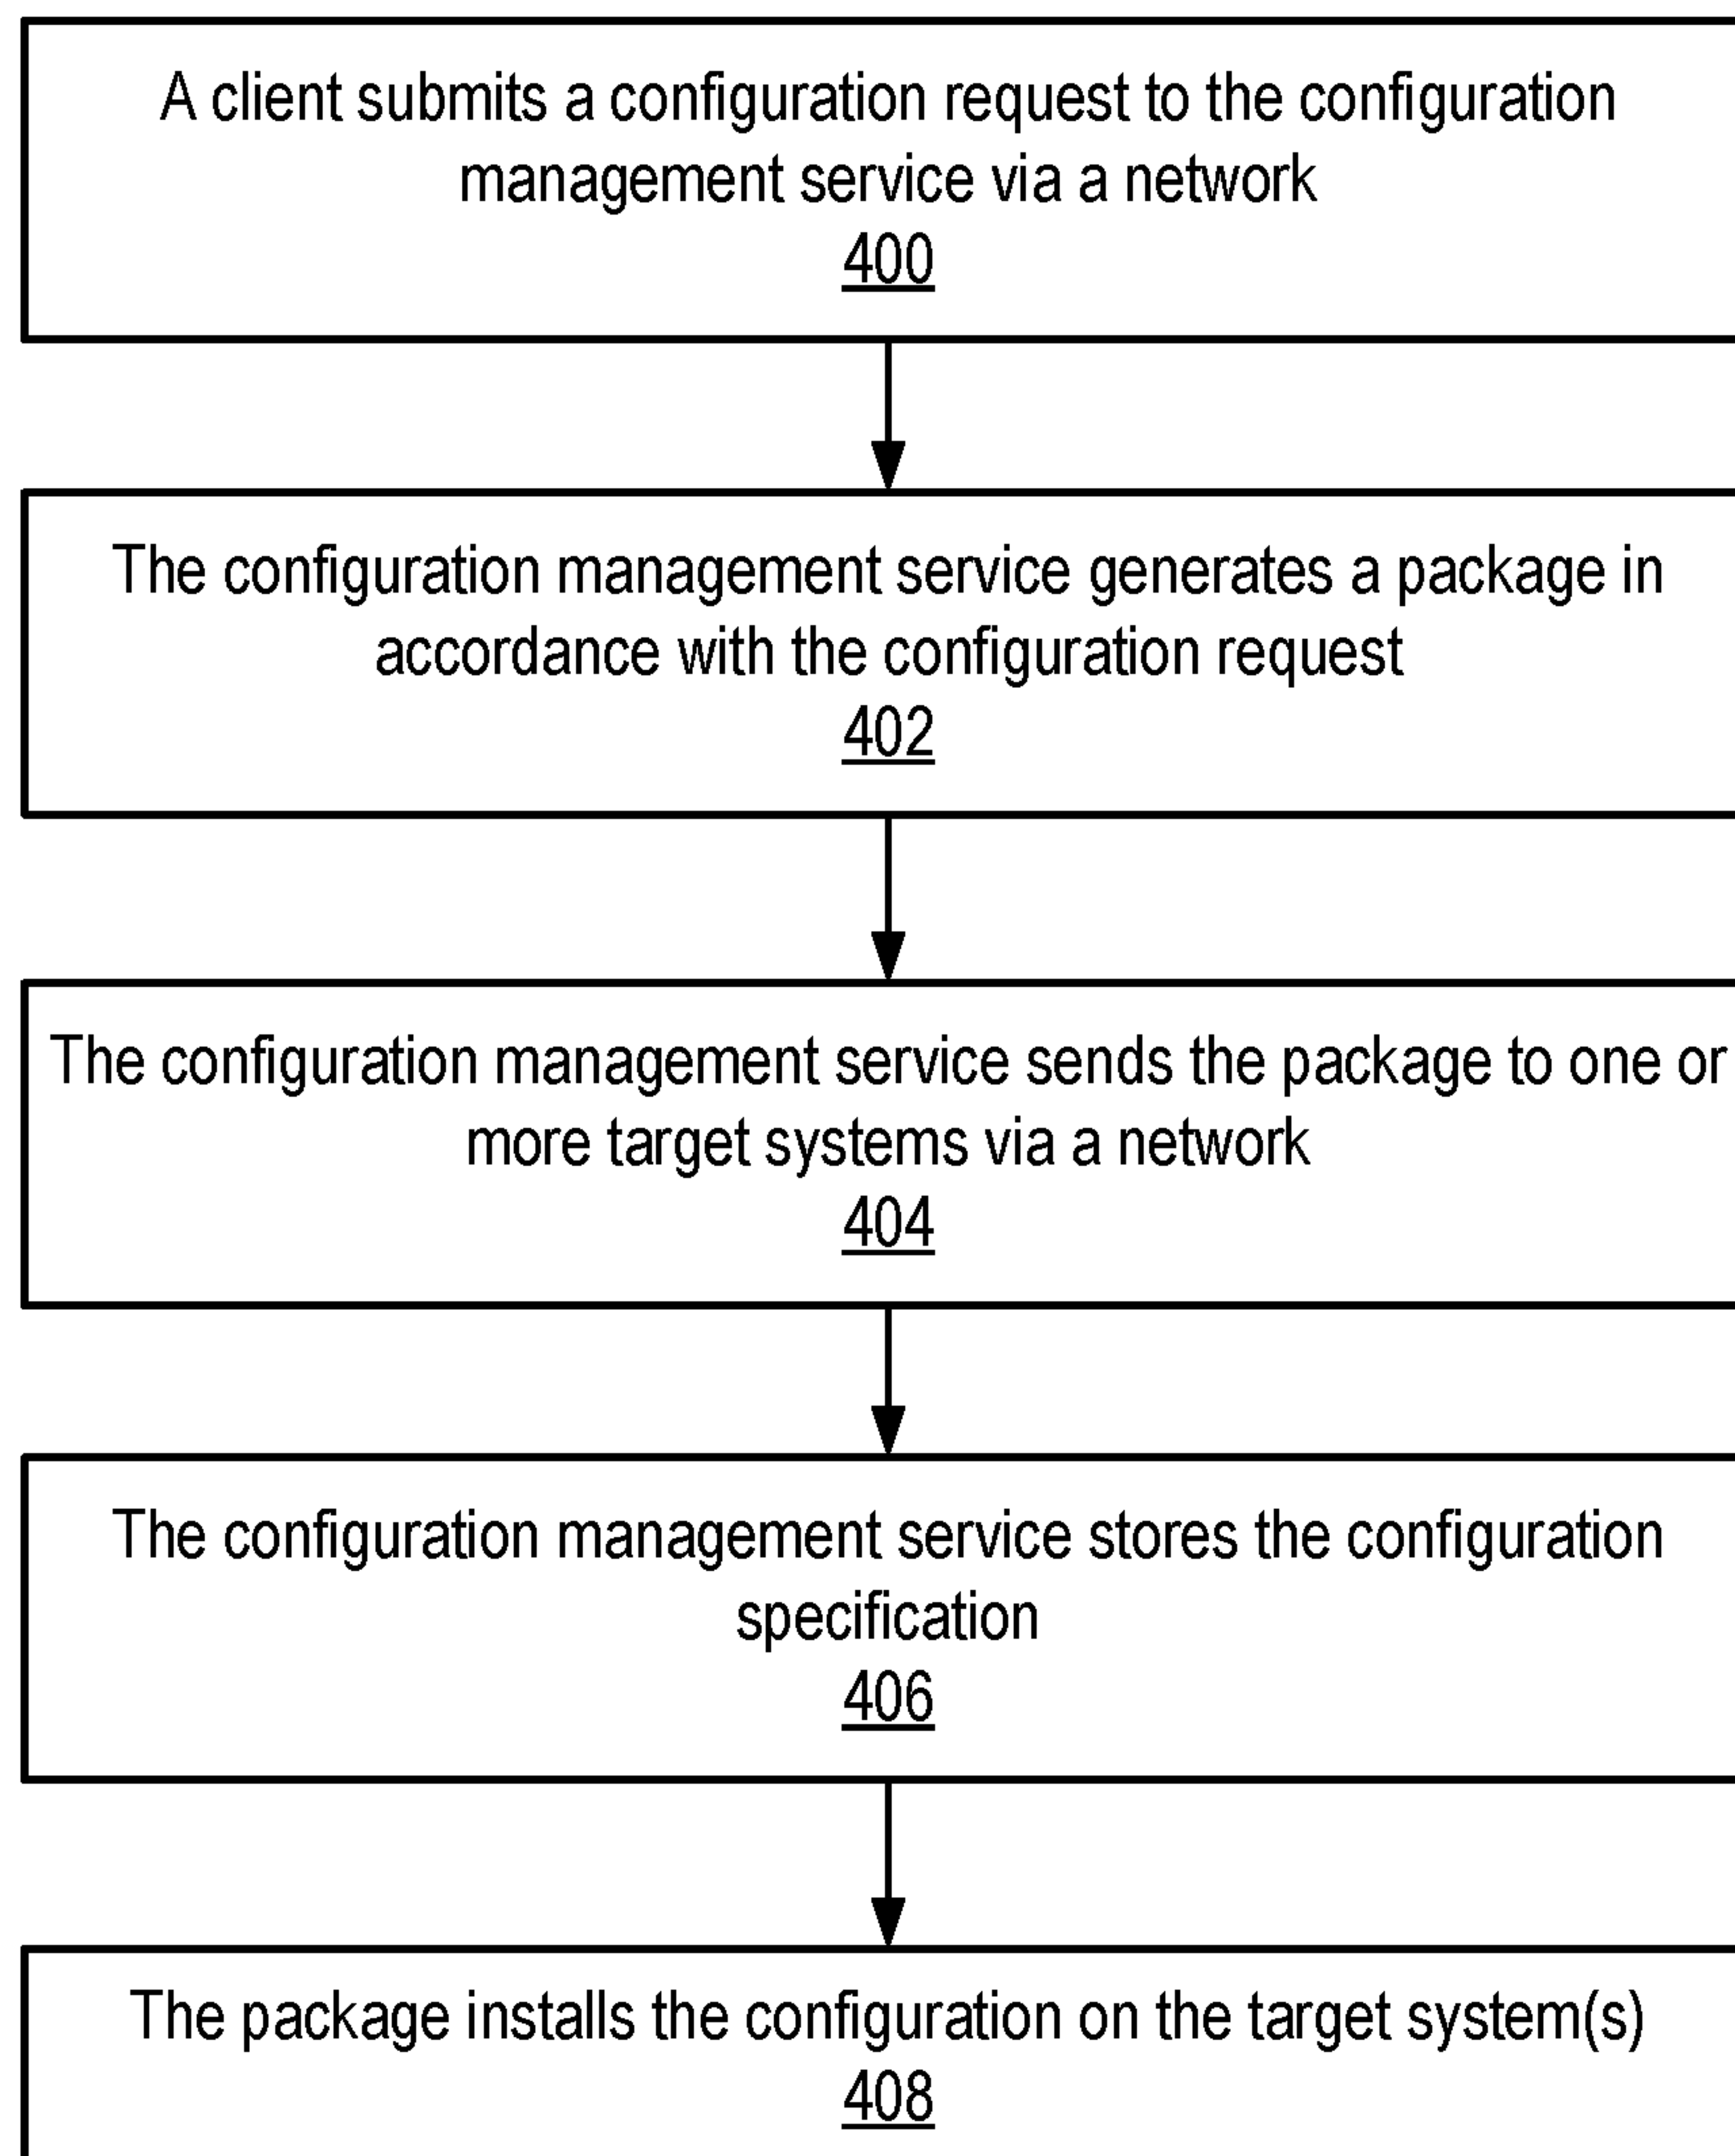 A client submits a configuration request to the configuration
management service via a network
400
The configuration management service generates a package in
accordance with the configuration request
402
The configuration management service sends the package to one or
more target systems via a network
404
The configuration management service stores the configuration
specification
406
The package installs the configuration on the target system(s)
408